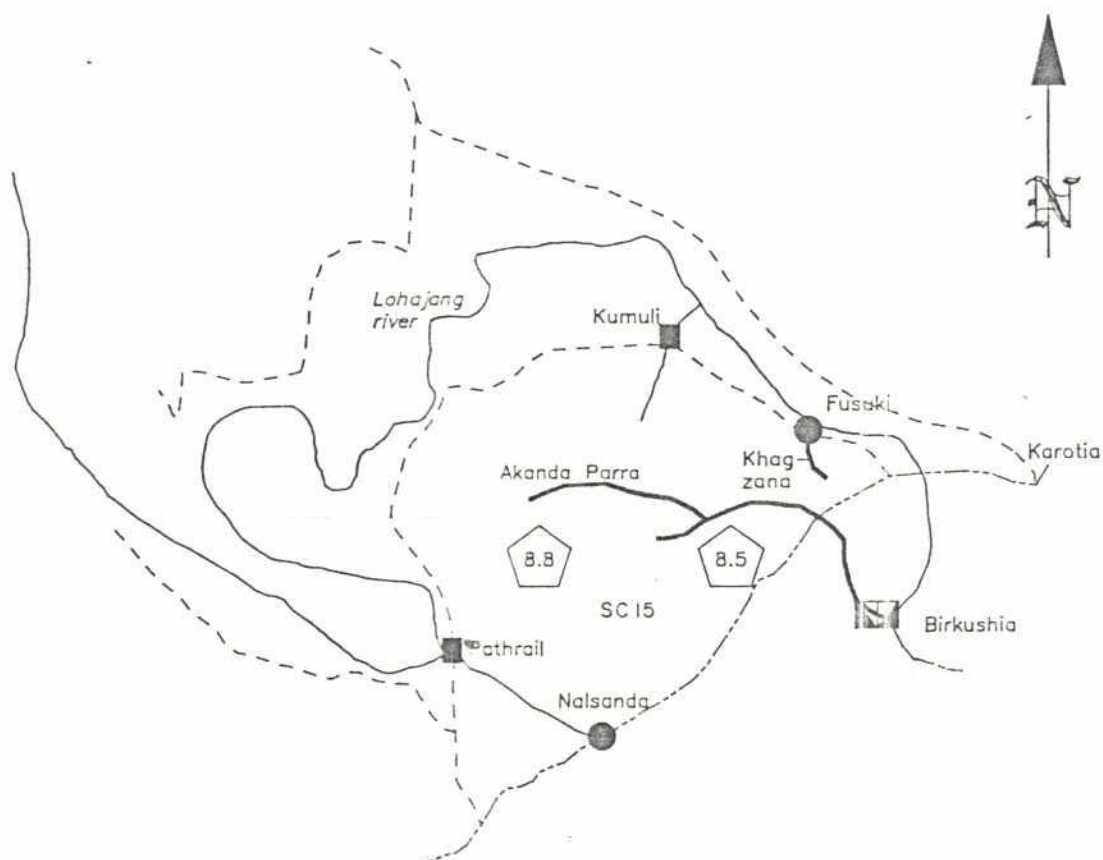 N
Lohajang
river
Kumuli
Fusaki
Karotia
Khag-
zana
Akanda Parra
8.8
8.5
SC 15
Birkushia
Pathrail
Nalsanda